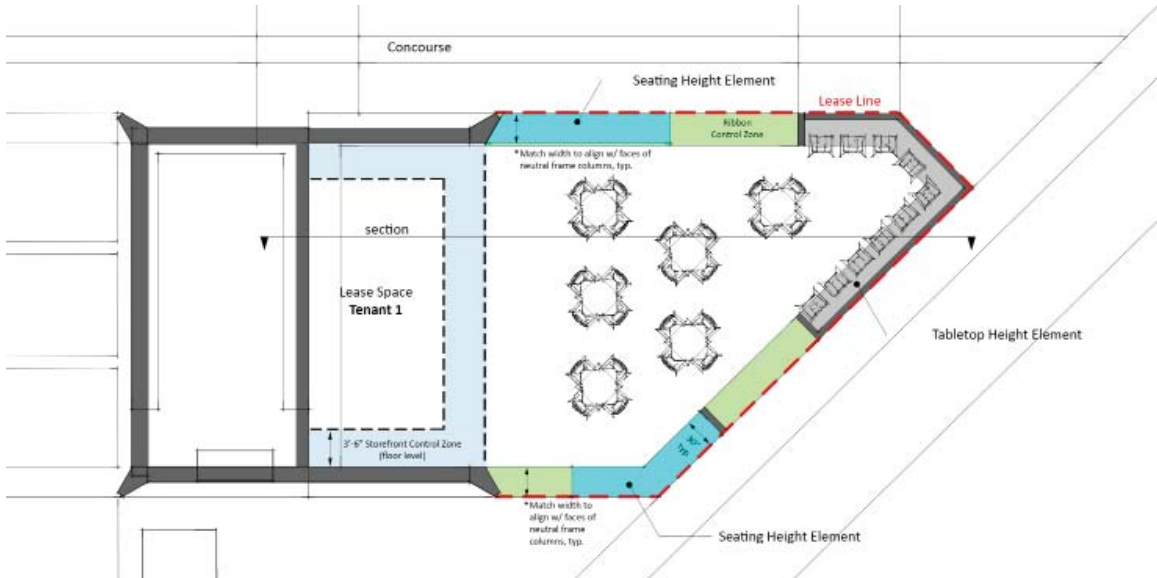 Concourse
Seating Height Element
Lease Line
Ribbon
Control Zone
*Match width to align w/ faces of
neutral frame columns, typ.
section
Lease Space
Tenant 1
Tabletop Height Element
3'-6" Storefront Control Zone
(floor level)
30"
typ.
*Match width to
align w/ faces of
neutral frame
columns, typ.
Seating Height Element